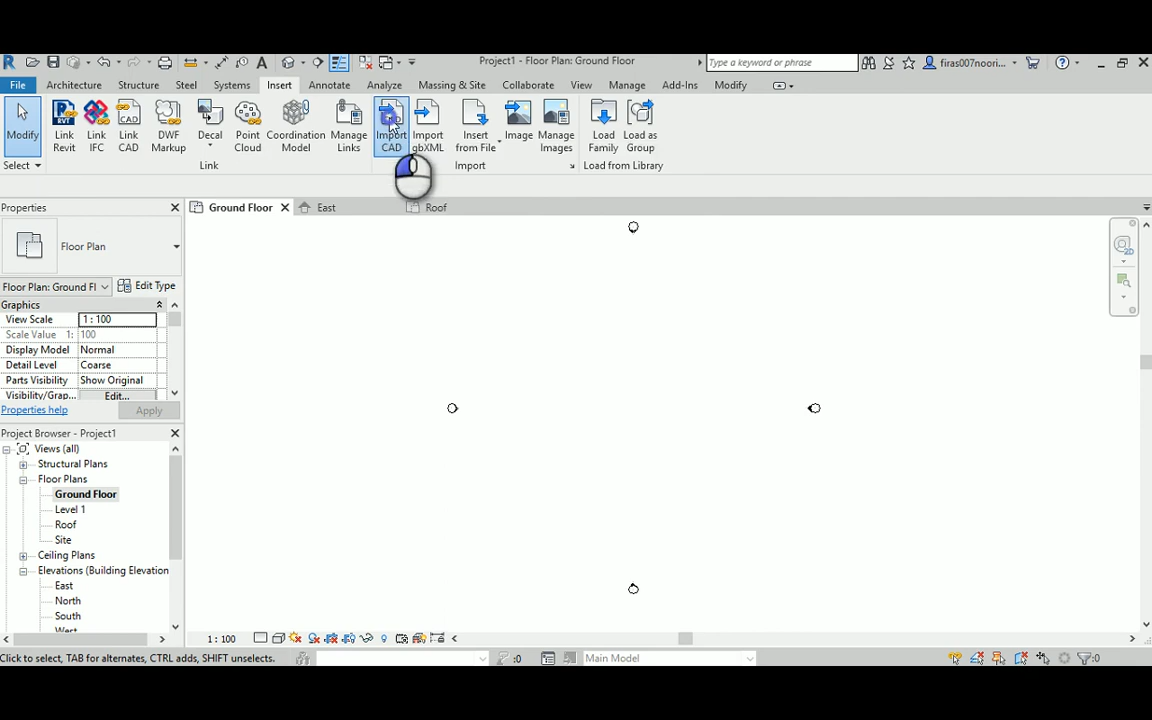 Project1 - Floor Plan: Ground Floor
Type a keyword or phrase
firas007noori...
File Architecture Structure Steel Systems Insert Annotate Analyze Massing & Site Collaborate View Manage Add-Ins Modify
Modify
Link Revit
Link IFC
Link CAD
DWF Markup
Decal
Point Cloud
Coordination Model
Manage Links
Import CAD
Import gbXML
Insert from File
Image
Manage Images
Load Family
Load as Group
Select Link Import Load from Library
Properties
Ground Floor East Roof
Floor Plan
Floor Plan: Ground Fl Edit Type
Graphics
View Scale 1 : 100
Scale Value 1: 100
Display Model Normal
Detail Level Coarse
Parts Visibility Show Original
Visibility/Grap... Edit...
Properties help Apply
Project Browser - Project1
Views (all)
Structural Plans
Floor Plans
Ground Floor
Level 1
Roof
Site
Ceiling Plans
Elevations (Building Elevation
East
North
South
West
1 : 100
Click to select, TAB for alternates, CTRL adds, SHIFT unselects.
:0
Main Model
:0